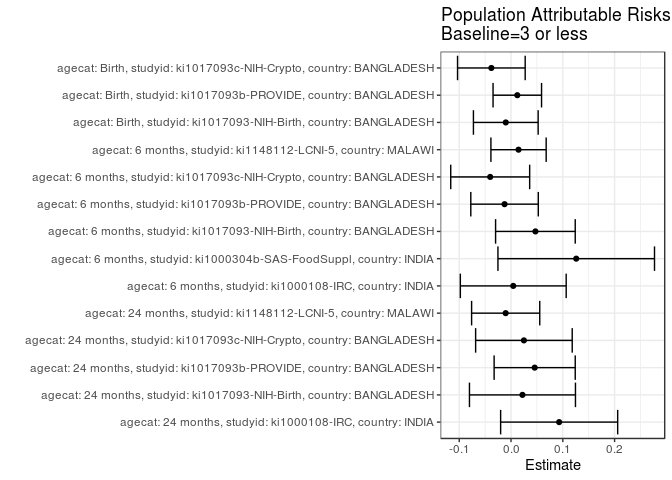 Population Attributable Risks
Baseline=3 or less
agecat: Birth, studyid: ki1017093c-NIH-Crypto, country: BANGLADESH
agecat: Birth, studyid: ki1017093b-PROVIDE, country: BANGLADESH
agecat: Birth, studyid: ki1017093-NIH-Birth, country: BANGLADESH
agecat: 6 months, studyid: ki1148112-LCNI-5, country: MALAWI
agecat: 6 months, studyid: ki1017093c-NIH-Crypto, country: BANGLADESH
agecat: 6 months, studyid: ki1017093b-PROVIDE, country: BANGLADESH
agecat: 6 months, studyid: ki1017093-NIH-Birth, country: BANGLADESH
agecat: 6 months, studyid: ki1000304b-SAS-FoodSuppl, country: INDIA
agecat: 6 months, studyid: ki1000108-IRC, country: INDIA
agecat: 24 months, studyid: ki1148112-LCNI-5, country: MALAWI
agecat: 24 months, studyid: ki1017093c-NIH-Crypto, country: BANGLADESH
agecat: 24 months, studyid: ki1017093b-PROVIDE, country: BANGLADESH
agecat: 24 months, studyid: ki1017093-NIH-Birth, country: BANGLADESH
agecat: 24 months, studyid: ki1000108-IRC, country: INDIA
-0.1 0.0 0.1 0.2
Estimate